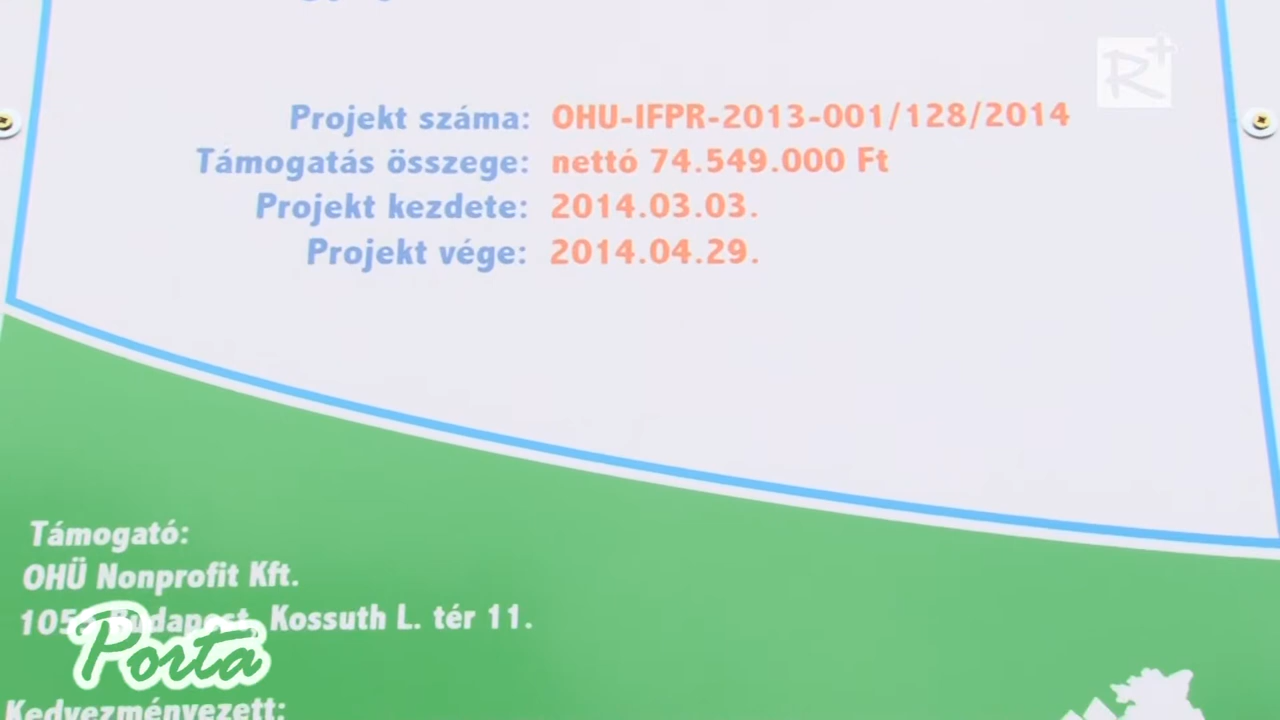 R+
Projekt száma: OHU-IFPR-2013-001/128/2014
Támogatás összege: nettó 74.549.000 Ft
Projekt kezdete: 2014.03.03.
Projekt vége: 2014.04.29.
Támogató:
OHÜ Nonprofit Kft.
Budapest, Kossuth L. tér 11.
Porta
Kedvezményezett: